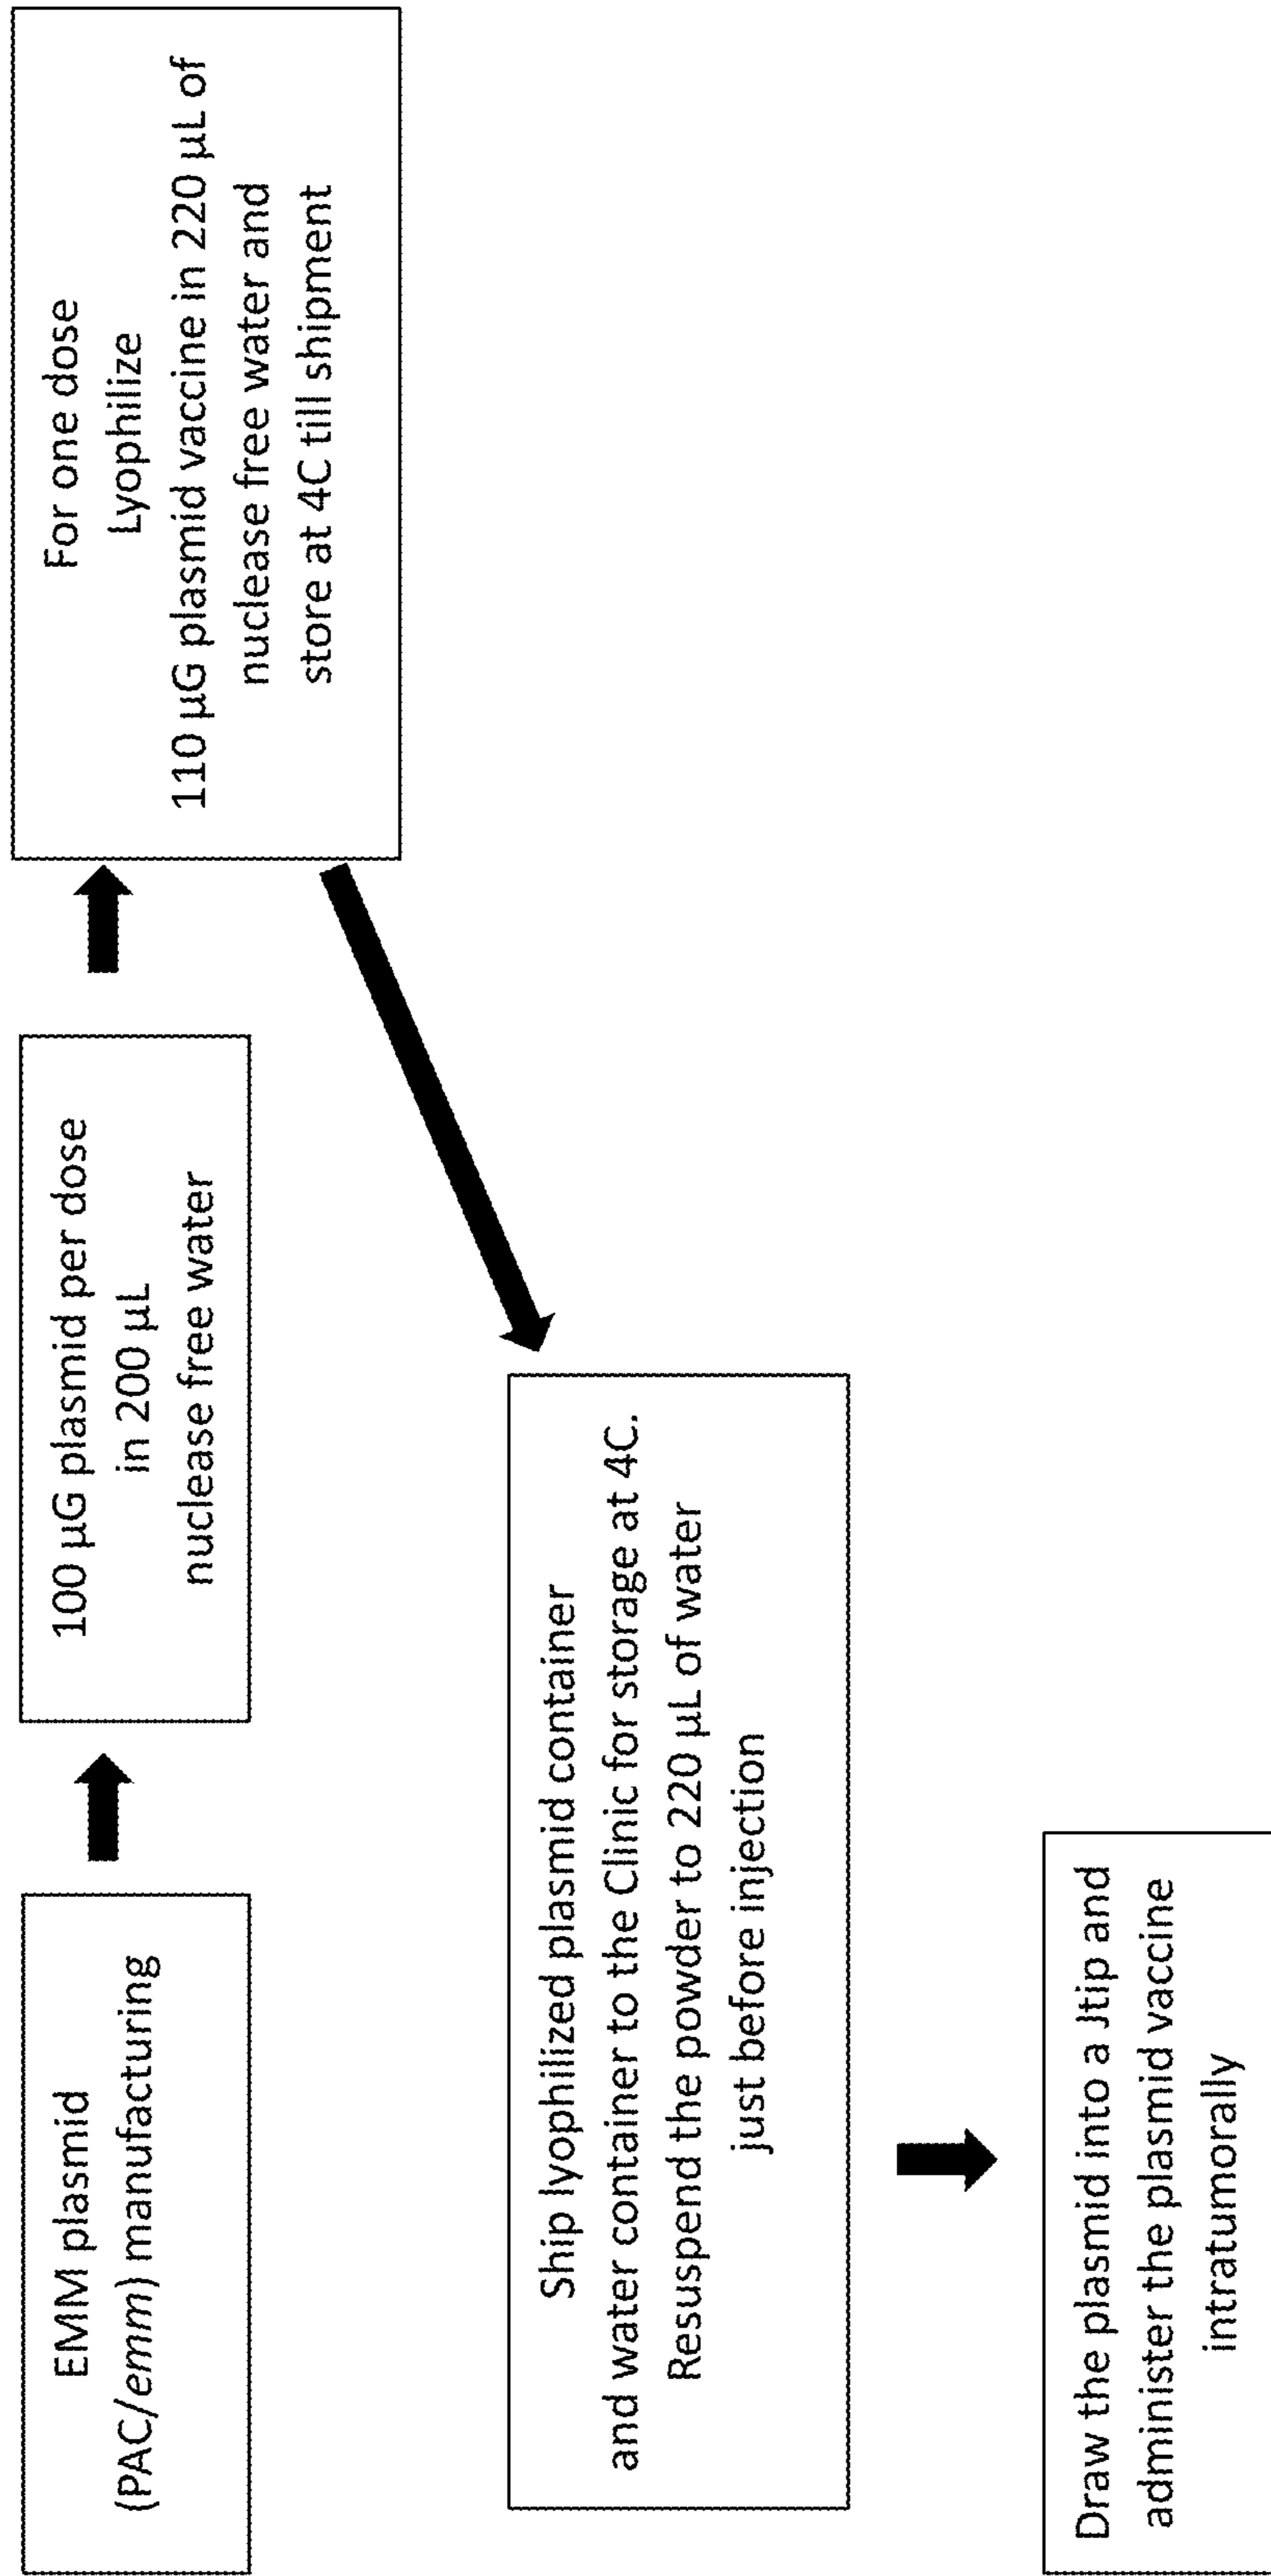 EMM plasmid
(PAC/emm) manufacturing
100 µG plasmid per dose
in 200 µL
nuclease free water
For one dose
Lyophilize
110 µG plasmid vaccine in 220 µL of
nuclease free water and
store at 4C till shipment
Ship lyophilized plasmid container
and water container to the Clinic for storage at 4C.
Resuspend the powder to 220 µL of water
just before injection
Draw the plasmid into a Jtip and
administer the plasmid vaccine
intratumorally